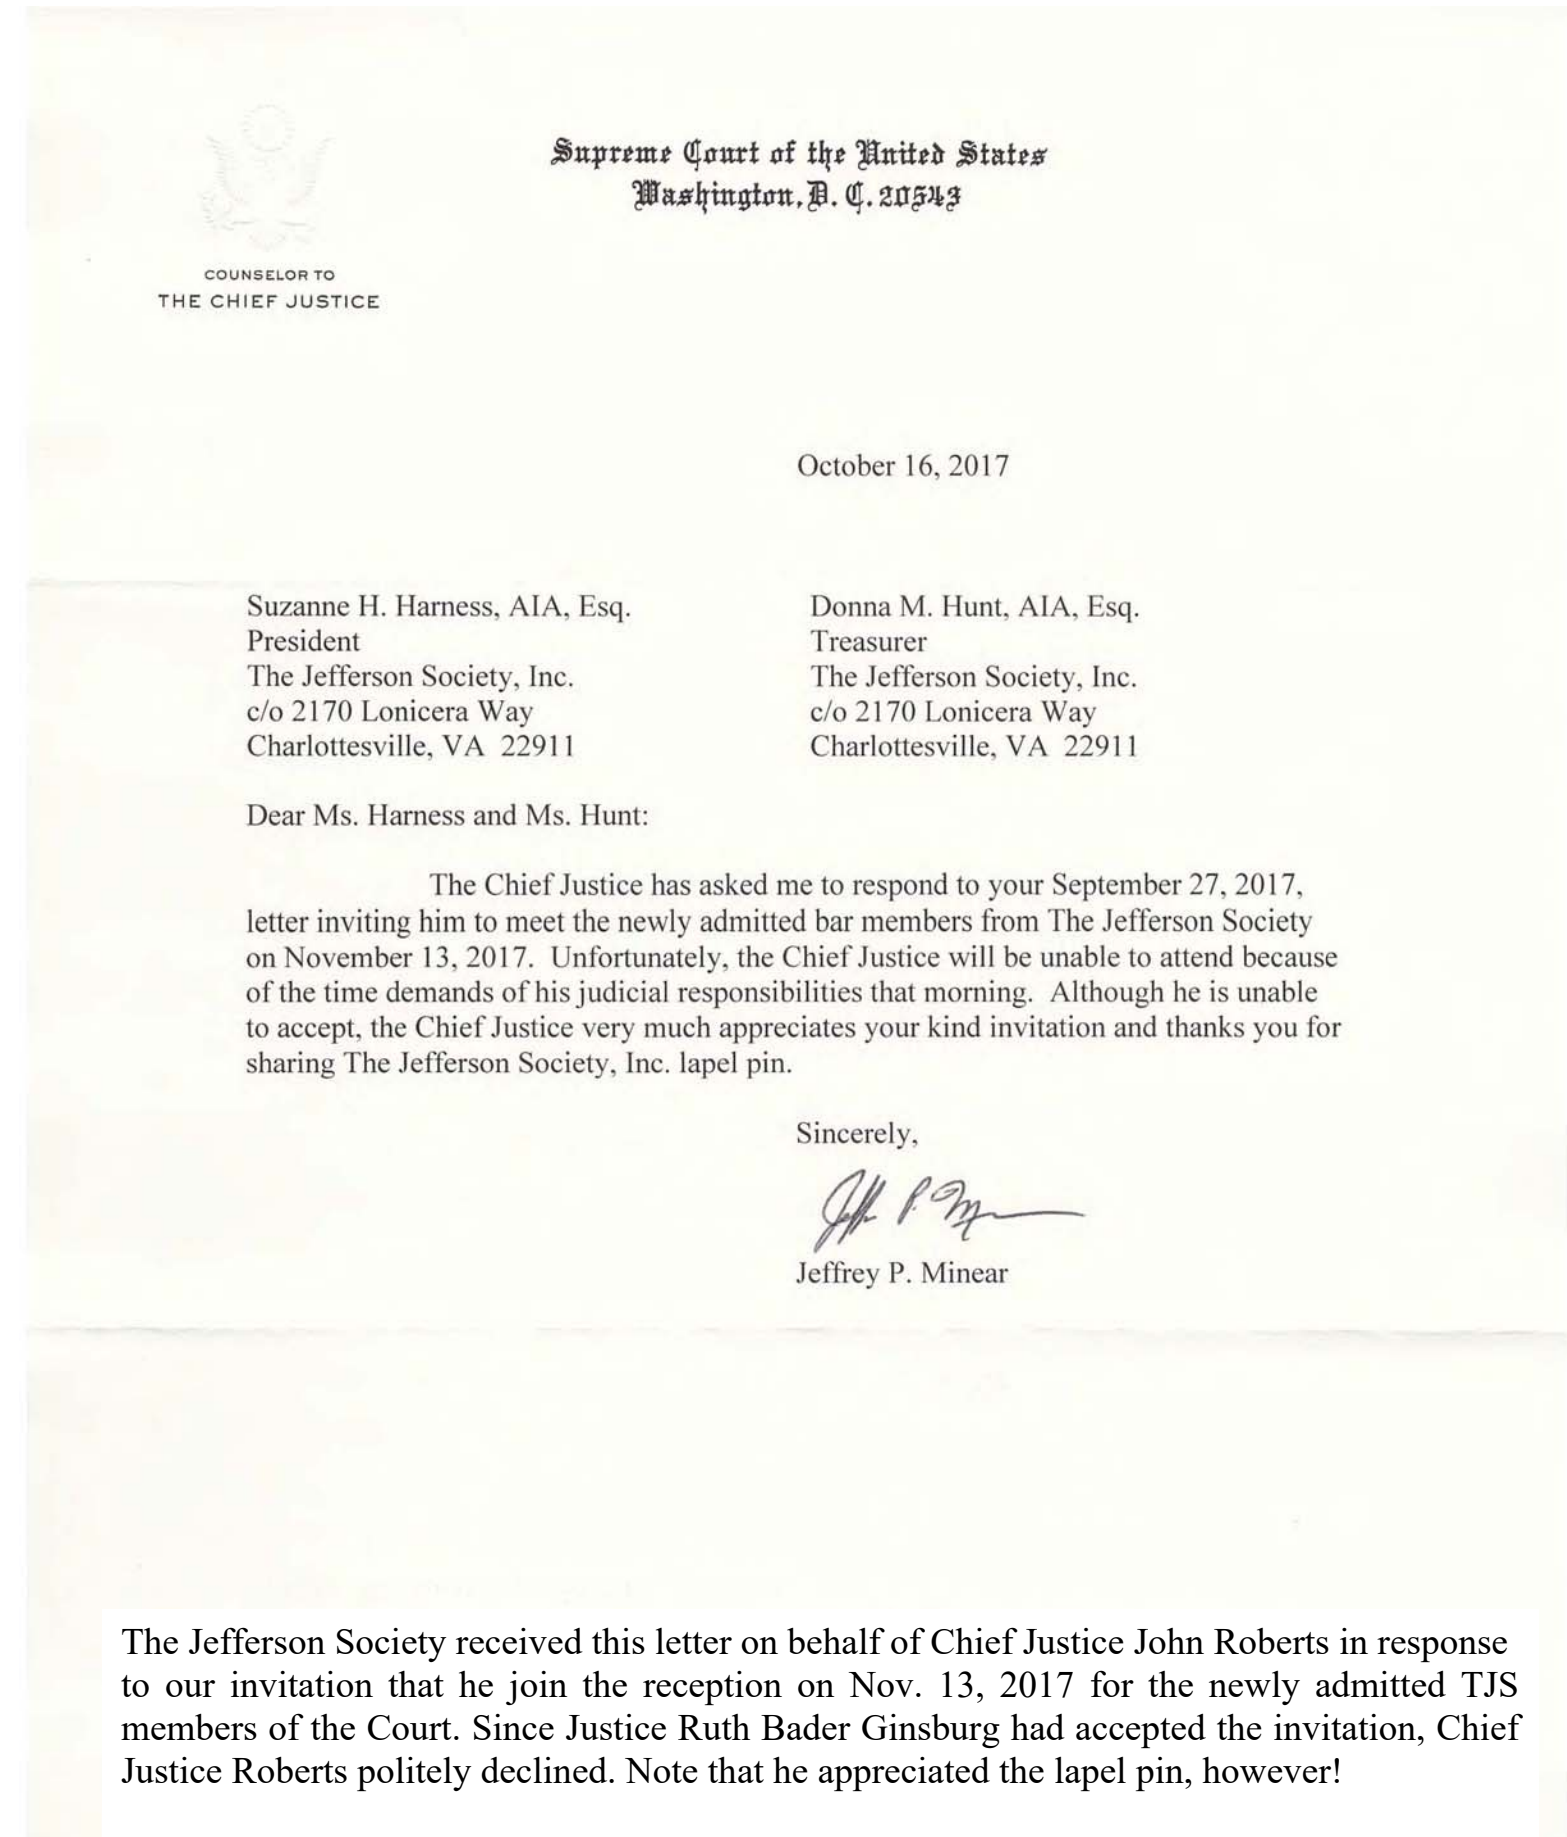 Supreme Court of the United States
Washington, D. C. 20543
COUNSELOR TO
THE CHIEF JUSTICE
October 16, 2017
Suzanne H. Harness, AIA, Esq.
President
The Jefferson Society, Inc.
c/o 2170 Lonicera Way
Charlottesville, VA 22911
Donna M. Hunt, AIA, Esq.
Treasurer
The Jefferson Society, Inc.
c/o 2170 Lonicera Way
Charlottesville, VA 22911
Dear Ms. Harness and Ms. Hunt:
The Chief Justice has asked me to respond to your September 27, 2017,
letter inviting him to meet the newly admitted bar members from The Jefferson Society
on November 13, 2017. Unfortunately, the Chief Justice will be unable to attend because
of the time demands of his judicial responsibilities that morning. Although he is unable
to accept, the Chief Justice very much appreciates your kind invitation and thanks you for
sharing The Jefferson Society, Inc. lapel pin.
Sincerely,
Jeffrey P. Minear
The Jefferson Society received this letter on behalf of Chief Justice John Roberts in response
to our invitation that he join the reception on Nov. 13, 2017 for the newly admitted TJS
members of the Court. Since Justice Ruth Bader Ginsburg had accepted the invitation, Chief
Justice Roberts politely declined. Note that he appreciated the lapel pin, however!